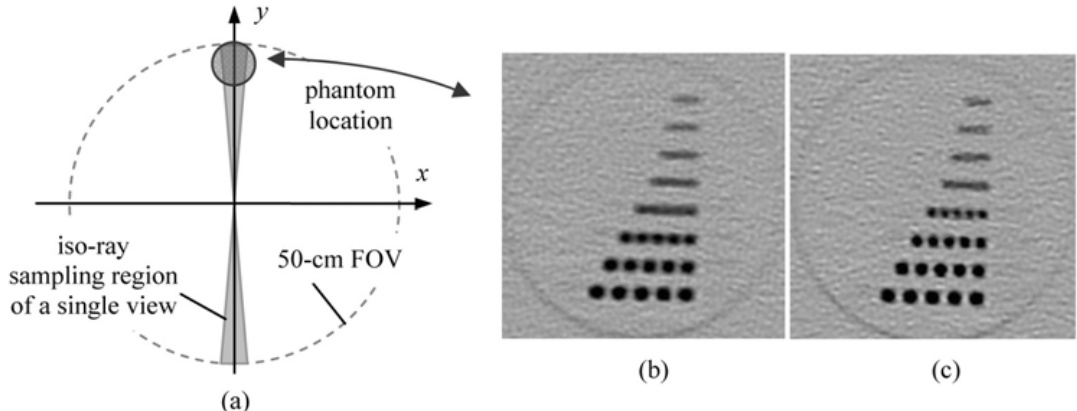 y
phantom
location
x
iso-ray
sampling region
of a single view
50-cm FOV
(a)
(b)
(c)